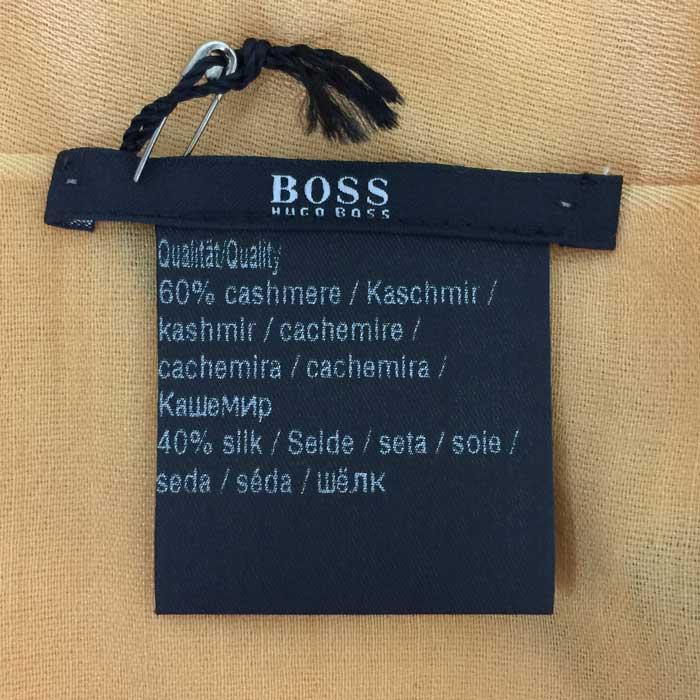 BOSS
HUGO BOSS
Qualität/Quality
60% cashmere / Kaschmir /
kashmir / cachemire /
cachemira / cachemira /
Кашемир
40% silk / Seide / seta / soie /
seda / séda / шёлк